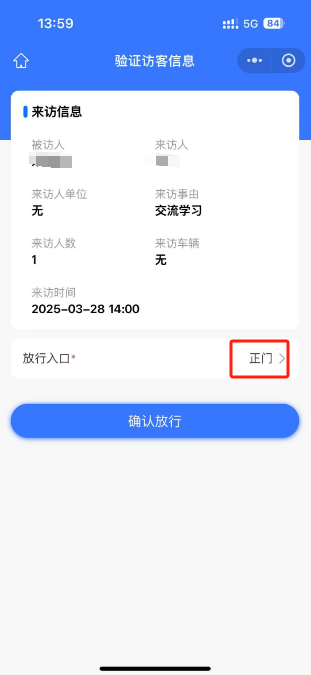 13:59
5G 84
验证访客信息
来访信息
被访人 来访人
来访人单位 来访事由
无 交流学习
来访人数 来访车辆
1 无
来访时间
2025-03-28 14:00
放行入口* 正门
确认放行